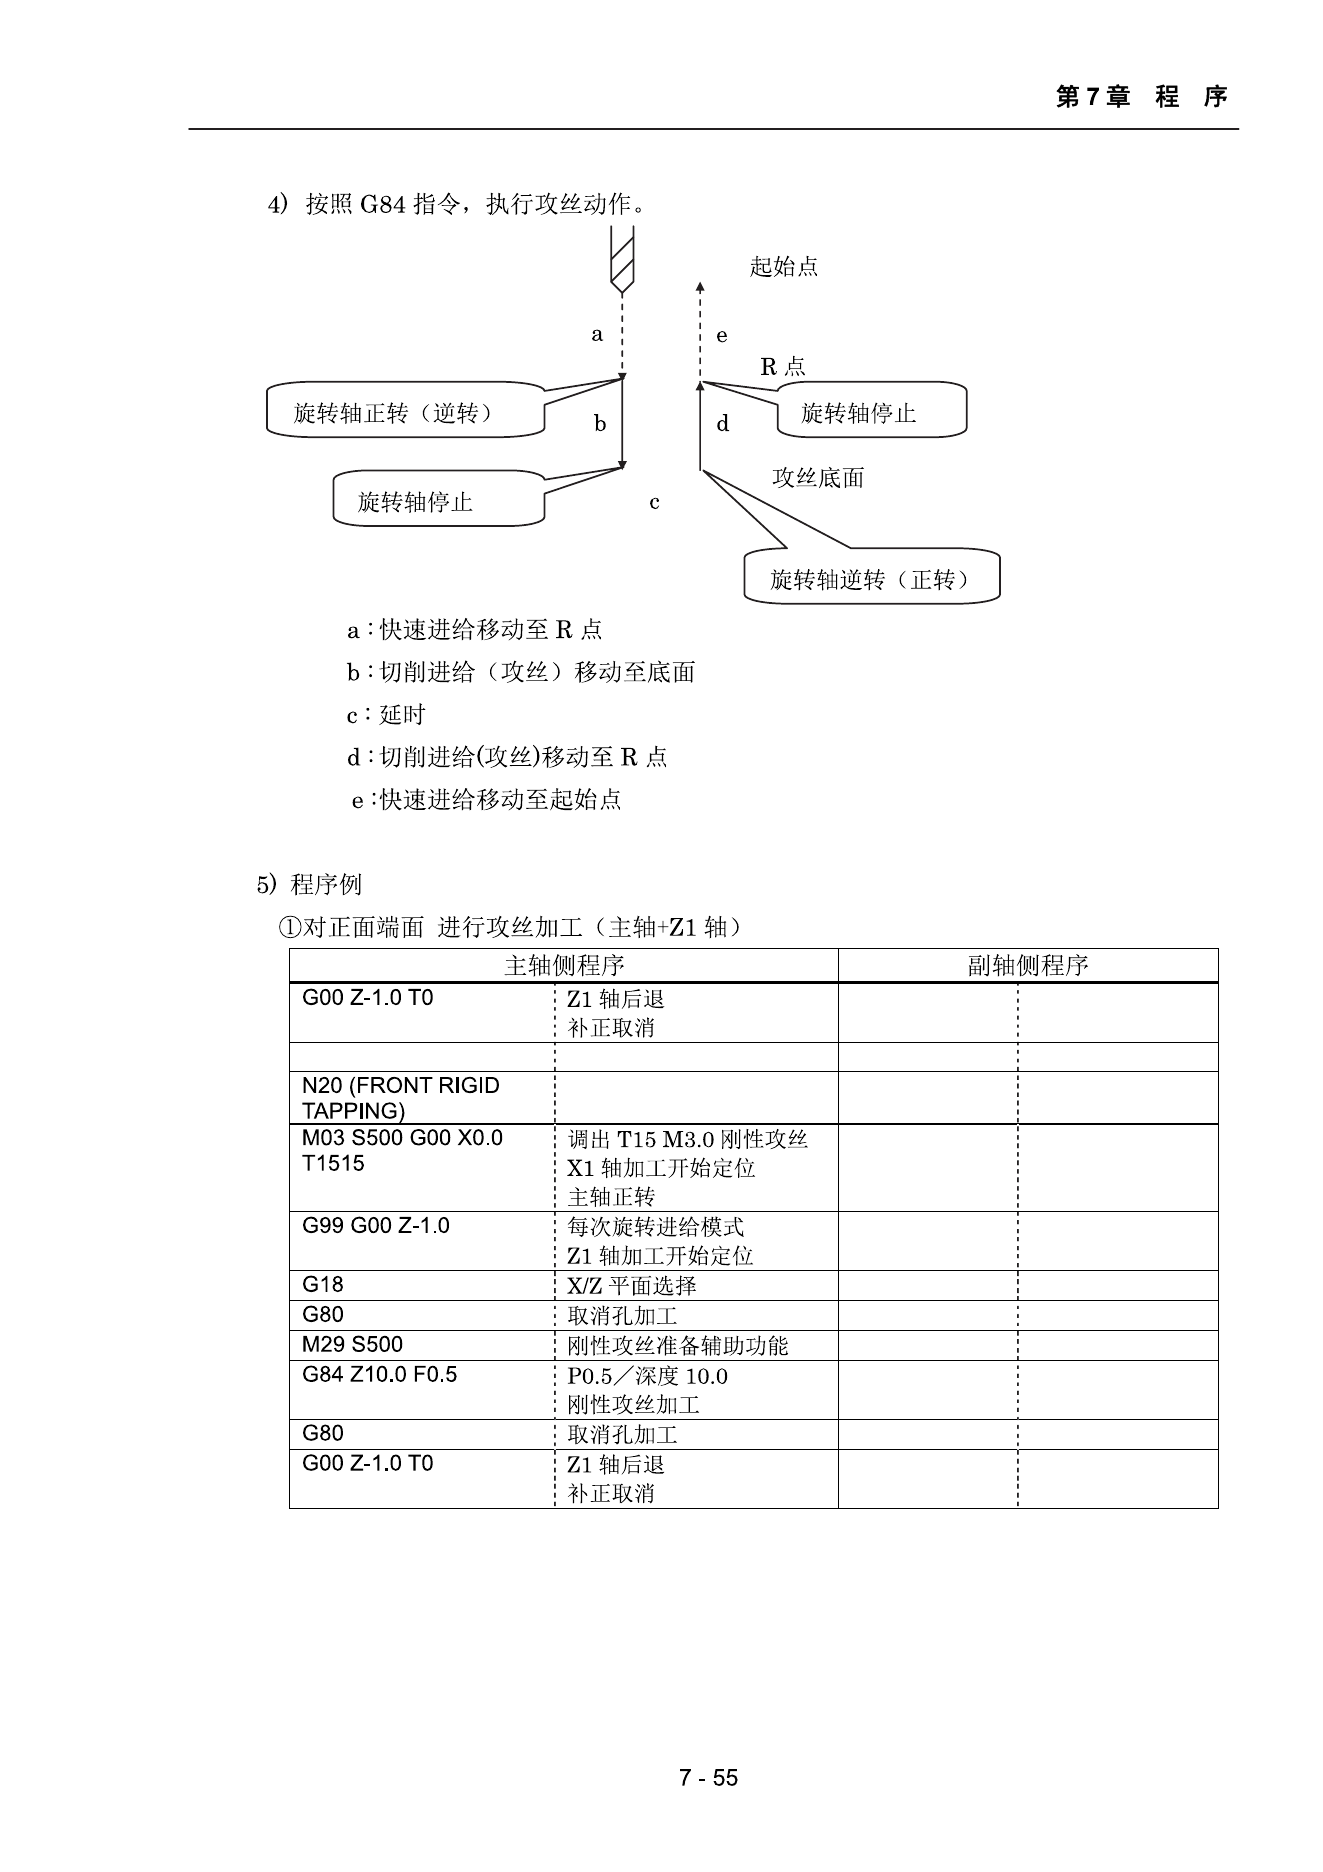 第 7 章 程 序
4) 按照 G84 指令，执行攻丝动作。
起始点
a
e
R 点
旋转轴正转（逆转）
b
d
旋转轴停止
旋转轴停止
c
攻丝底面
旋转轴逆转（正转）
a：快速进给移动至 R 点
b：切削进给（攻丝）移动至底面
c：延时
d：切削进给(攻丝)移动至 R 点
e：快速进给移动至起始点
5) 程序例
①对正面端面 进行攻丝加工（主轴+Z1 轴）
主轴侧程序 副轴侧程序
G00 Z-1.0 T0 Z1 轴后退
补正取消
N20 (FRONT RIGID
TAPPING)
M03 S500 G00 X0.0 调出 T15 M3.0 刚性攻丝
T1515 X1 轴加工开始定位
主轴正转
G99 G00 Z-1.0 每次旋转进给模式
Z1 轴加工开始定位
G18 X/Z 平面选择
G80 取消孔加工
M29 S500 刚性攻丝准备辅助功能
G84 Z10.0 F0.5 P0.5／深度 10.0
刚性攻丝加工
G80 取消孔加工
G00 Z-1.0 T0 Z1 轴后退
补正取消
7 - 55